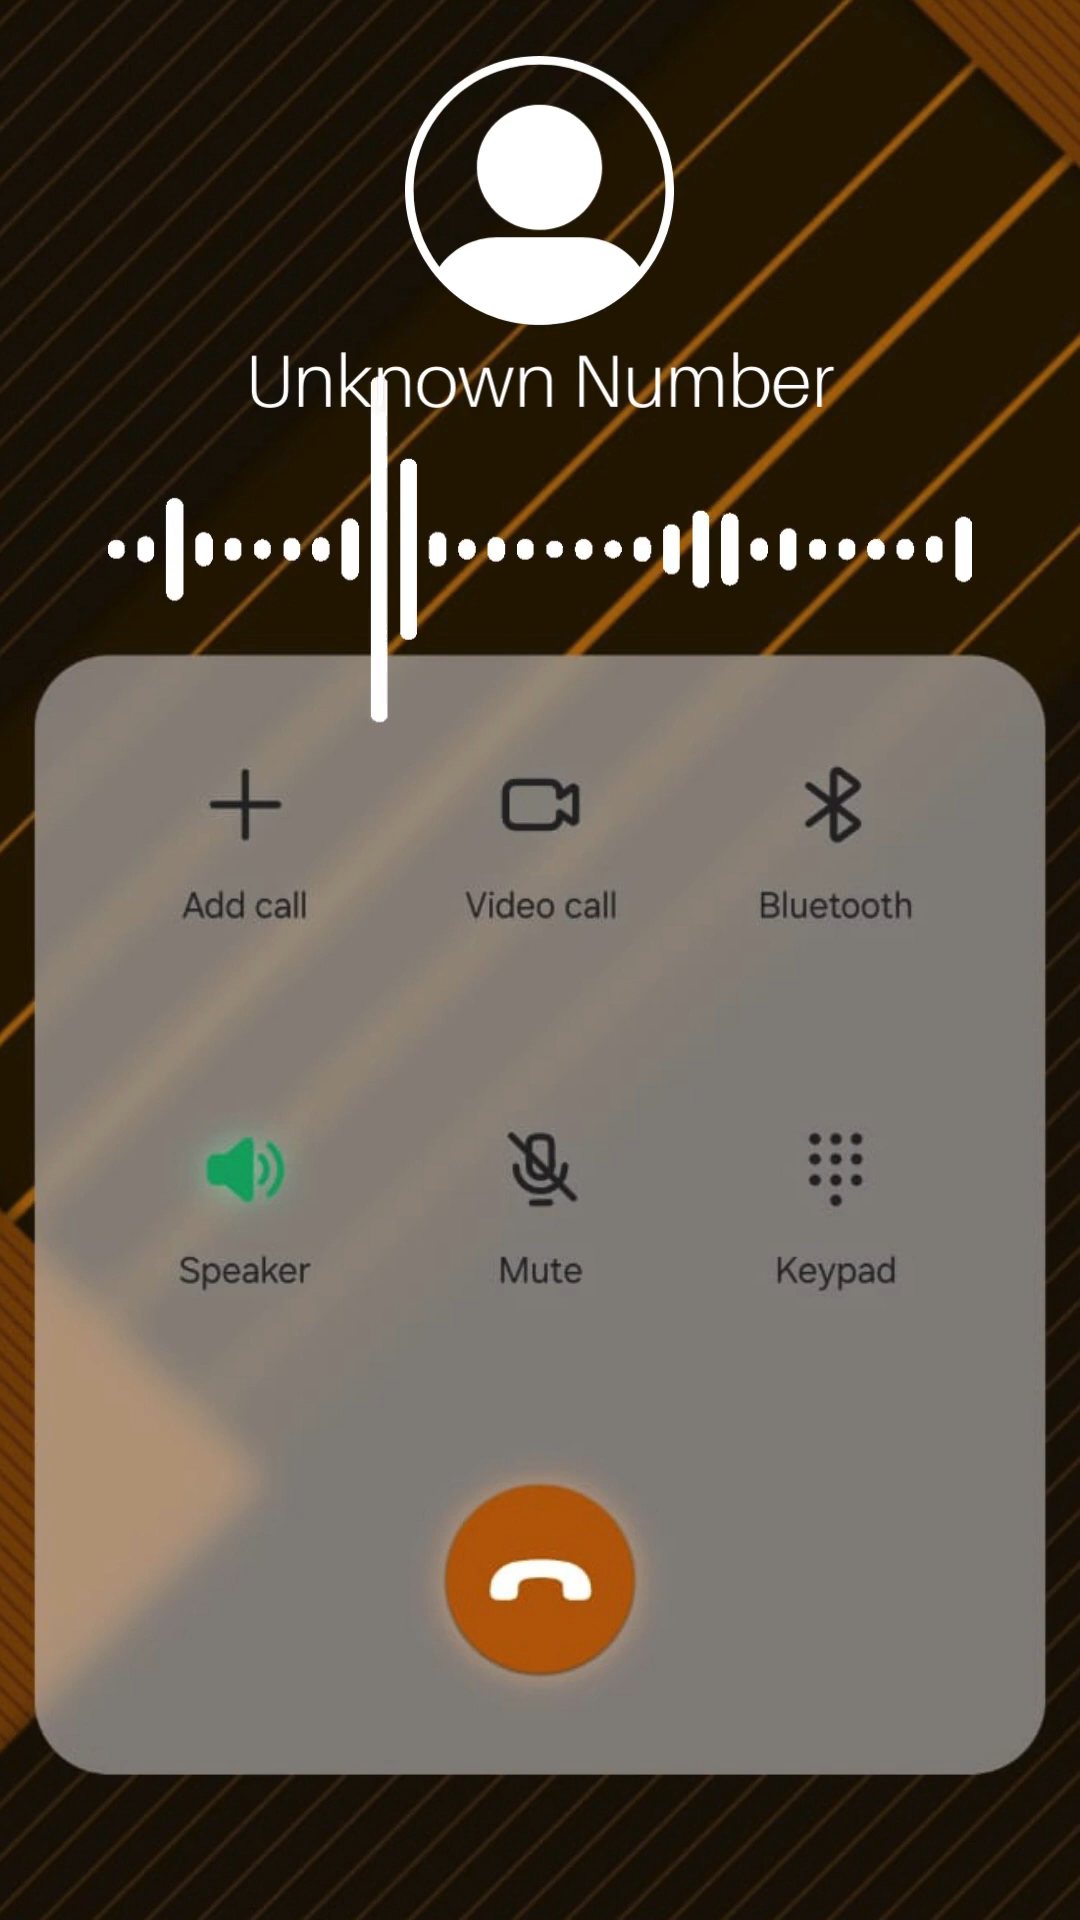 Unknown Number
Add call
Video call
Bluetooth
Speaker
Mute
Keypad